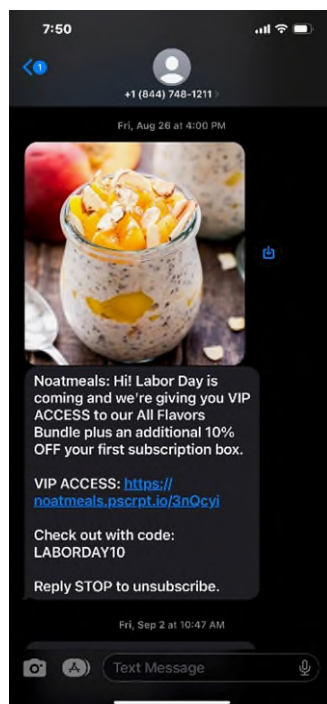 7:50
1
+1 (844) 748-1211
Fri, Aug 26 at 4:00 PM
Noatmeals: Hi! Labor Day is
coming and we're giving you VIP
ACCESS to our All Flavors
Bundle plus an additional 10%
OFF your first subscription box.
VIP ACCESS: https://
noatmeals.pscrpt.io/3nQcyi
Check out with code:
LABORDAY10
Reply STOP to unsubscribe.
Fri, Sep 2 at 10:47 AM
Text Message